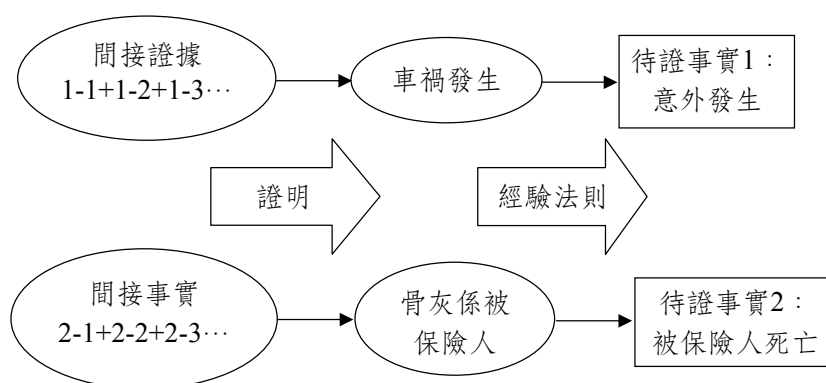 間接證據
1-1+1-2+1-3…
車禍發生
待證事實1：
意外發生
證明
經驗法則
間接事實
2-1+2-2+2-3…
骨灰係被
保險人
待證事實2：
被保險人死亡